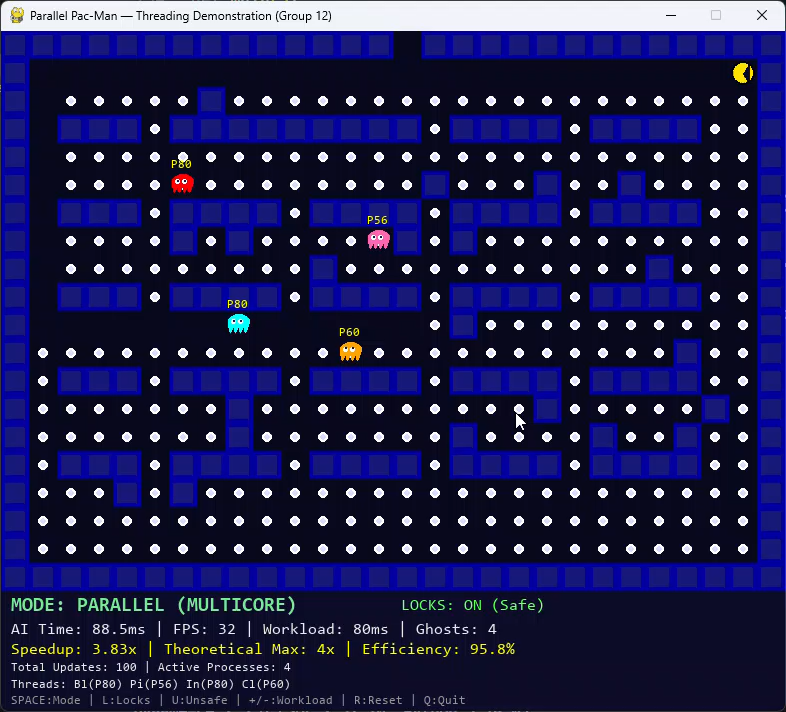 Parallel Pac-Man — Threading Demonstration (Group 12)
P80
P56
P80
P60
MODE: PARALLEL (MULTICORE) LOCKS: ON (Safe)
AI Time: 88.5ms | FPS: 32 | Workload: 80ms | Ghosts: 4
Speedup: 3.83x | Theoretical Max: 4x | Efficiency: 95.8%
Total Updates: 100 | Active Processes: 4
Threads: Bl(P80) Pi(P56) In(P80) Cl(P60)
SPACE:Mode | L:Locks | U:Unsafe | +/-:Workload | R:Reset | Q:Quit